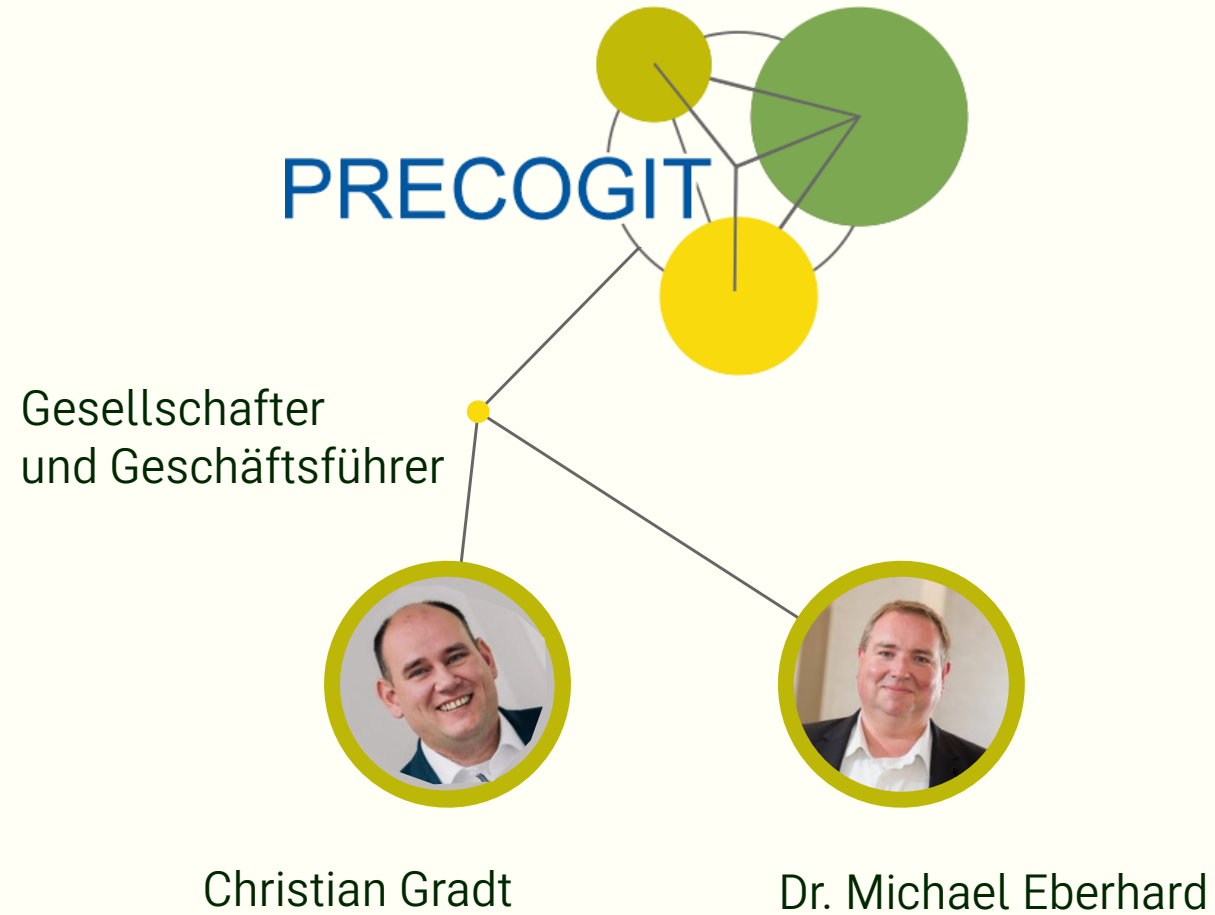 PRECOGIT
Gesellschafter
und Geschäftsführer
Christian Gradt
Dr. Michael Eberhard